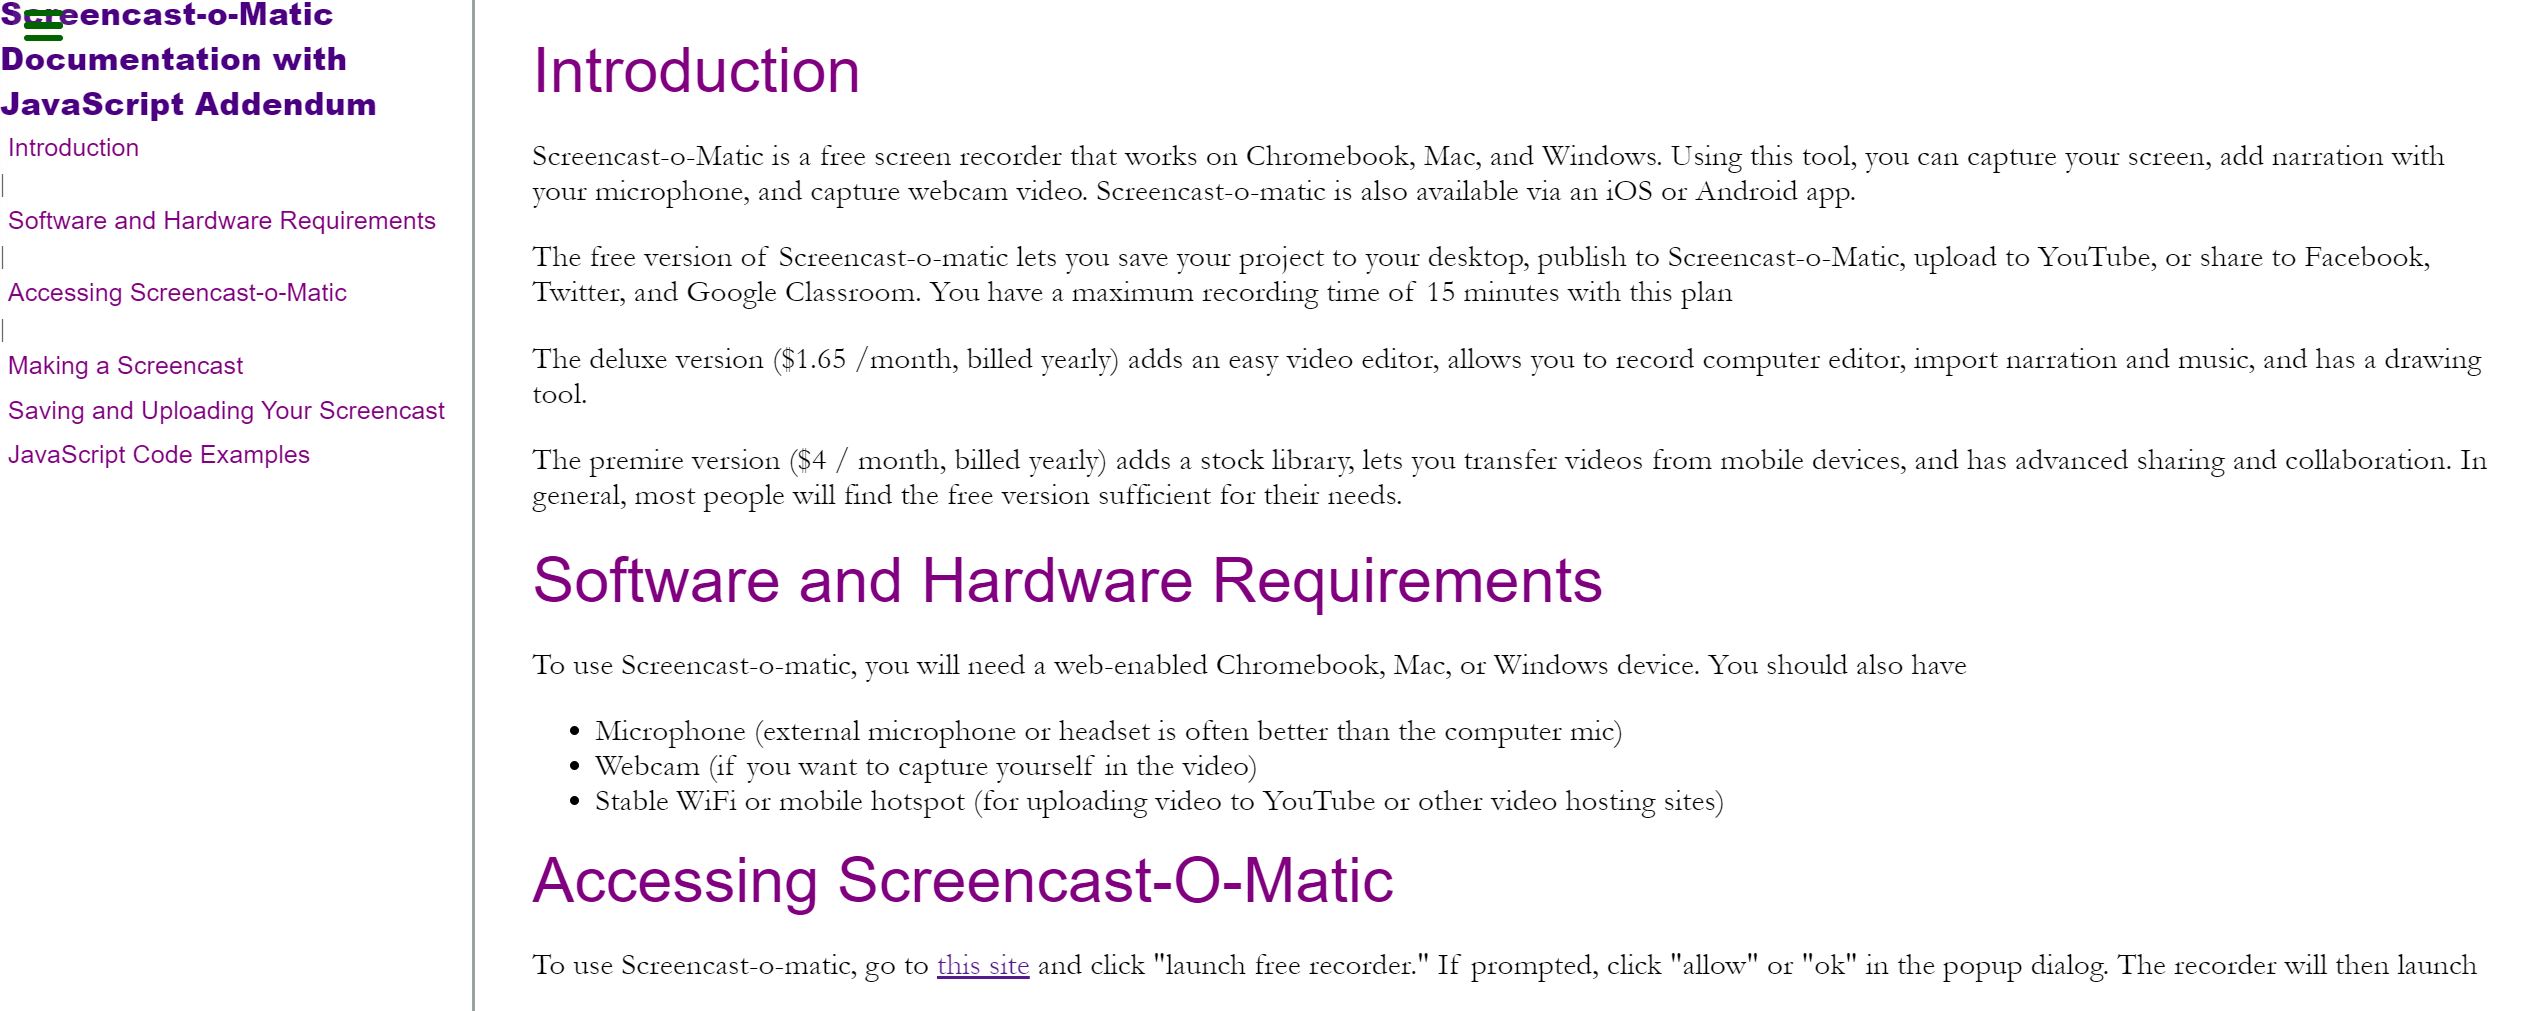 Screencast-o-Matic
Documentation with
JavaScript Addendum
Introduction
|
Software and Hardware Requirements
|
Accessing Screencast-o-Matic
|
Making a Screencast
Saving and Uploading Your Screencast
JavaScript Code Examples
Introduction
Screencast-o-Matic is a free screen recorder that works on Chromebook, Mac, and Windows. Using this tool, you can capture your screen, add narration with
your microphone, and capture webcam video. Screencast-o-matic is also available via an iOS or Android app.
The free version of Screencast-o-matic lets you save your project to your desktop, publish to Screencast-o-Matic, upload to YouTube, or share to Facebook,
Twitter, and Google Classroom. You have a maximum recording time of 15 minutes with this plan
The deluxe version ($1.65 /month, billed yearly) adds an easy video editor, allows you to record computer editor, import narration and music, and has a drawing
tool.
The premire version ($4 / month, billed yearly) adds a stock library, lets you transfer videos from mobile devices, and has advanced sharing and collaboration. In
general, most people will find the free version sufficient for their needs.
Software and Hardware Requirements
To use Screencast-o-matic, you will need a web-enabled Chromebook, Mac, or Windows device. You should also have
• Microphone (external microphone or headset is often better than the computer mic)
• Webcam (if you want to capture yourself in the video)
• Stable WiFi or mobile hotspot (for uploading video to YouTube or other video hosting sites)
Accessing Screencast-O-Matic
To use Screencast-o-matic, go to this site and click "launch free recorder." If prompted, click "allow" or "ok" in the popup dialog. The recorder will then launch